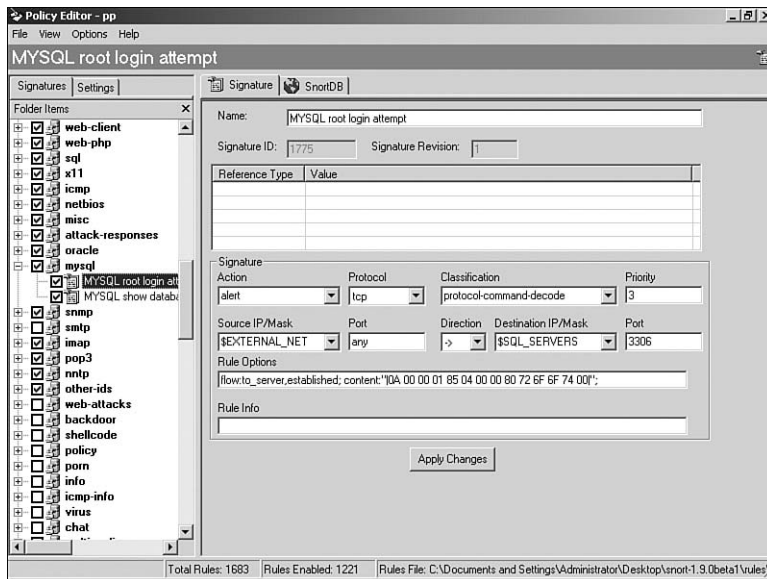 Policy Editor - pp
File View Options Help
MYSQL root login attempt
Signatures Settings
Folder Items
web-client
web-php
sql
x11
icmp
netbios
misc
attack-responses
oracle
mysql
MYSQL root login att
MYSQL show databa
snmp
smtp
imap
pop3
nntp
other-ids
web-attacks
backdoor
shellcode
policy
porn
info
icmp-info
virus
chat
Signature SnortDB
Name: MYSQL root login attempt
Signature ID: 1775 Signature Revision: 1
Reference Type Value
Signature
Action Protocol Classification Priority
alert tcp protocol-command-decode 3
Source IP/Mask Port Direction Destination IP/Mask Port
$EXTERNAL_NET any -> $SQL_SERVERS 3306
Rule Options
flow:to_server,established; content:"|0A 00 00 01 85 04 00 00 80 72 6F 6F 74 00|";
Rule Info
Apply Changes
Total Rules: 1683 Rules Enabled: 1221 Rules File: C:\Documents and Settings\Administrator\Desktop\snort-1.9.0beta1\rules\